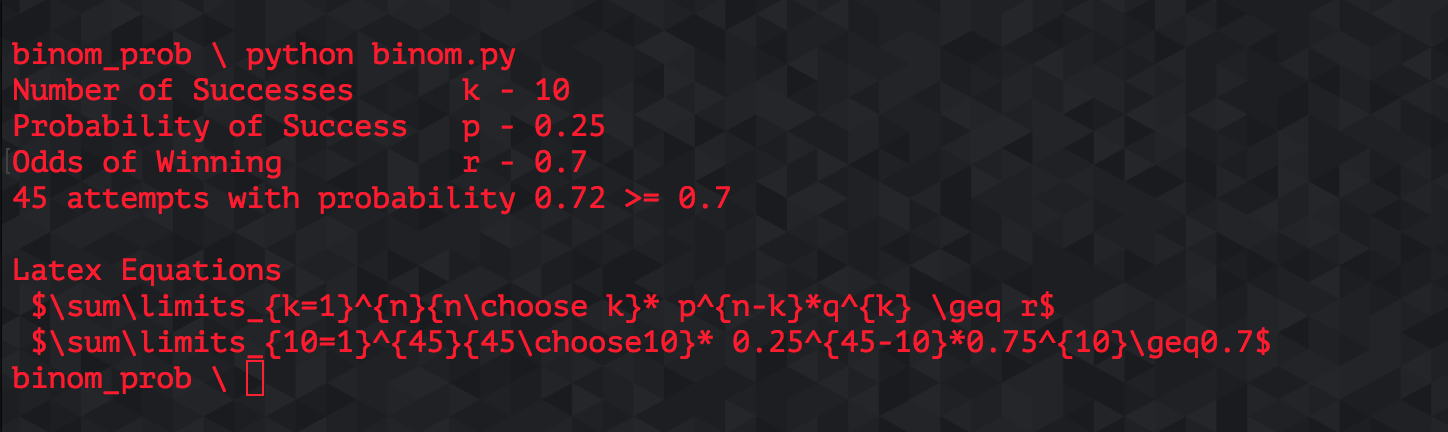 binom_prob \ python binom.py
Number of Successes      k - 10
Probability of Success   p - 0.25
Odds of Winning          r - 0.7
45 attempts with probability 0.72 >= 0.7
Latex Equations
 $\sum\limits_{k=1}^{n}{n\choose k}* p^{n-k}*q^{k} \geq r$
 $\sum\limits_{10=1}^{45}{45\choose10}* 0.25^{45-10}*0.75^{10}\geq0.7$
binom_prob \